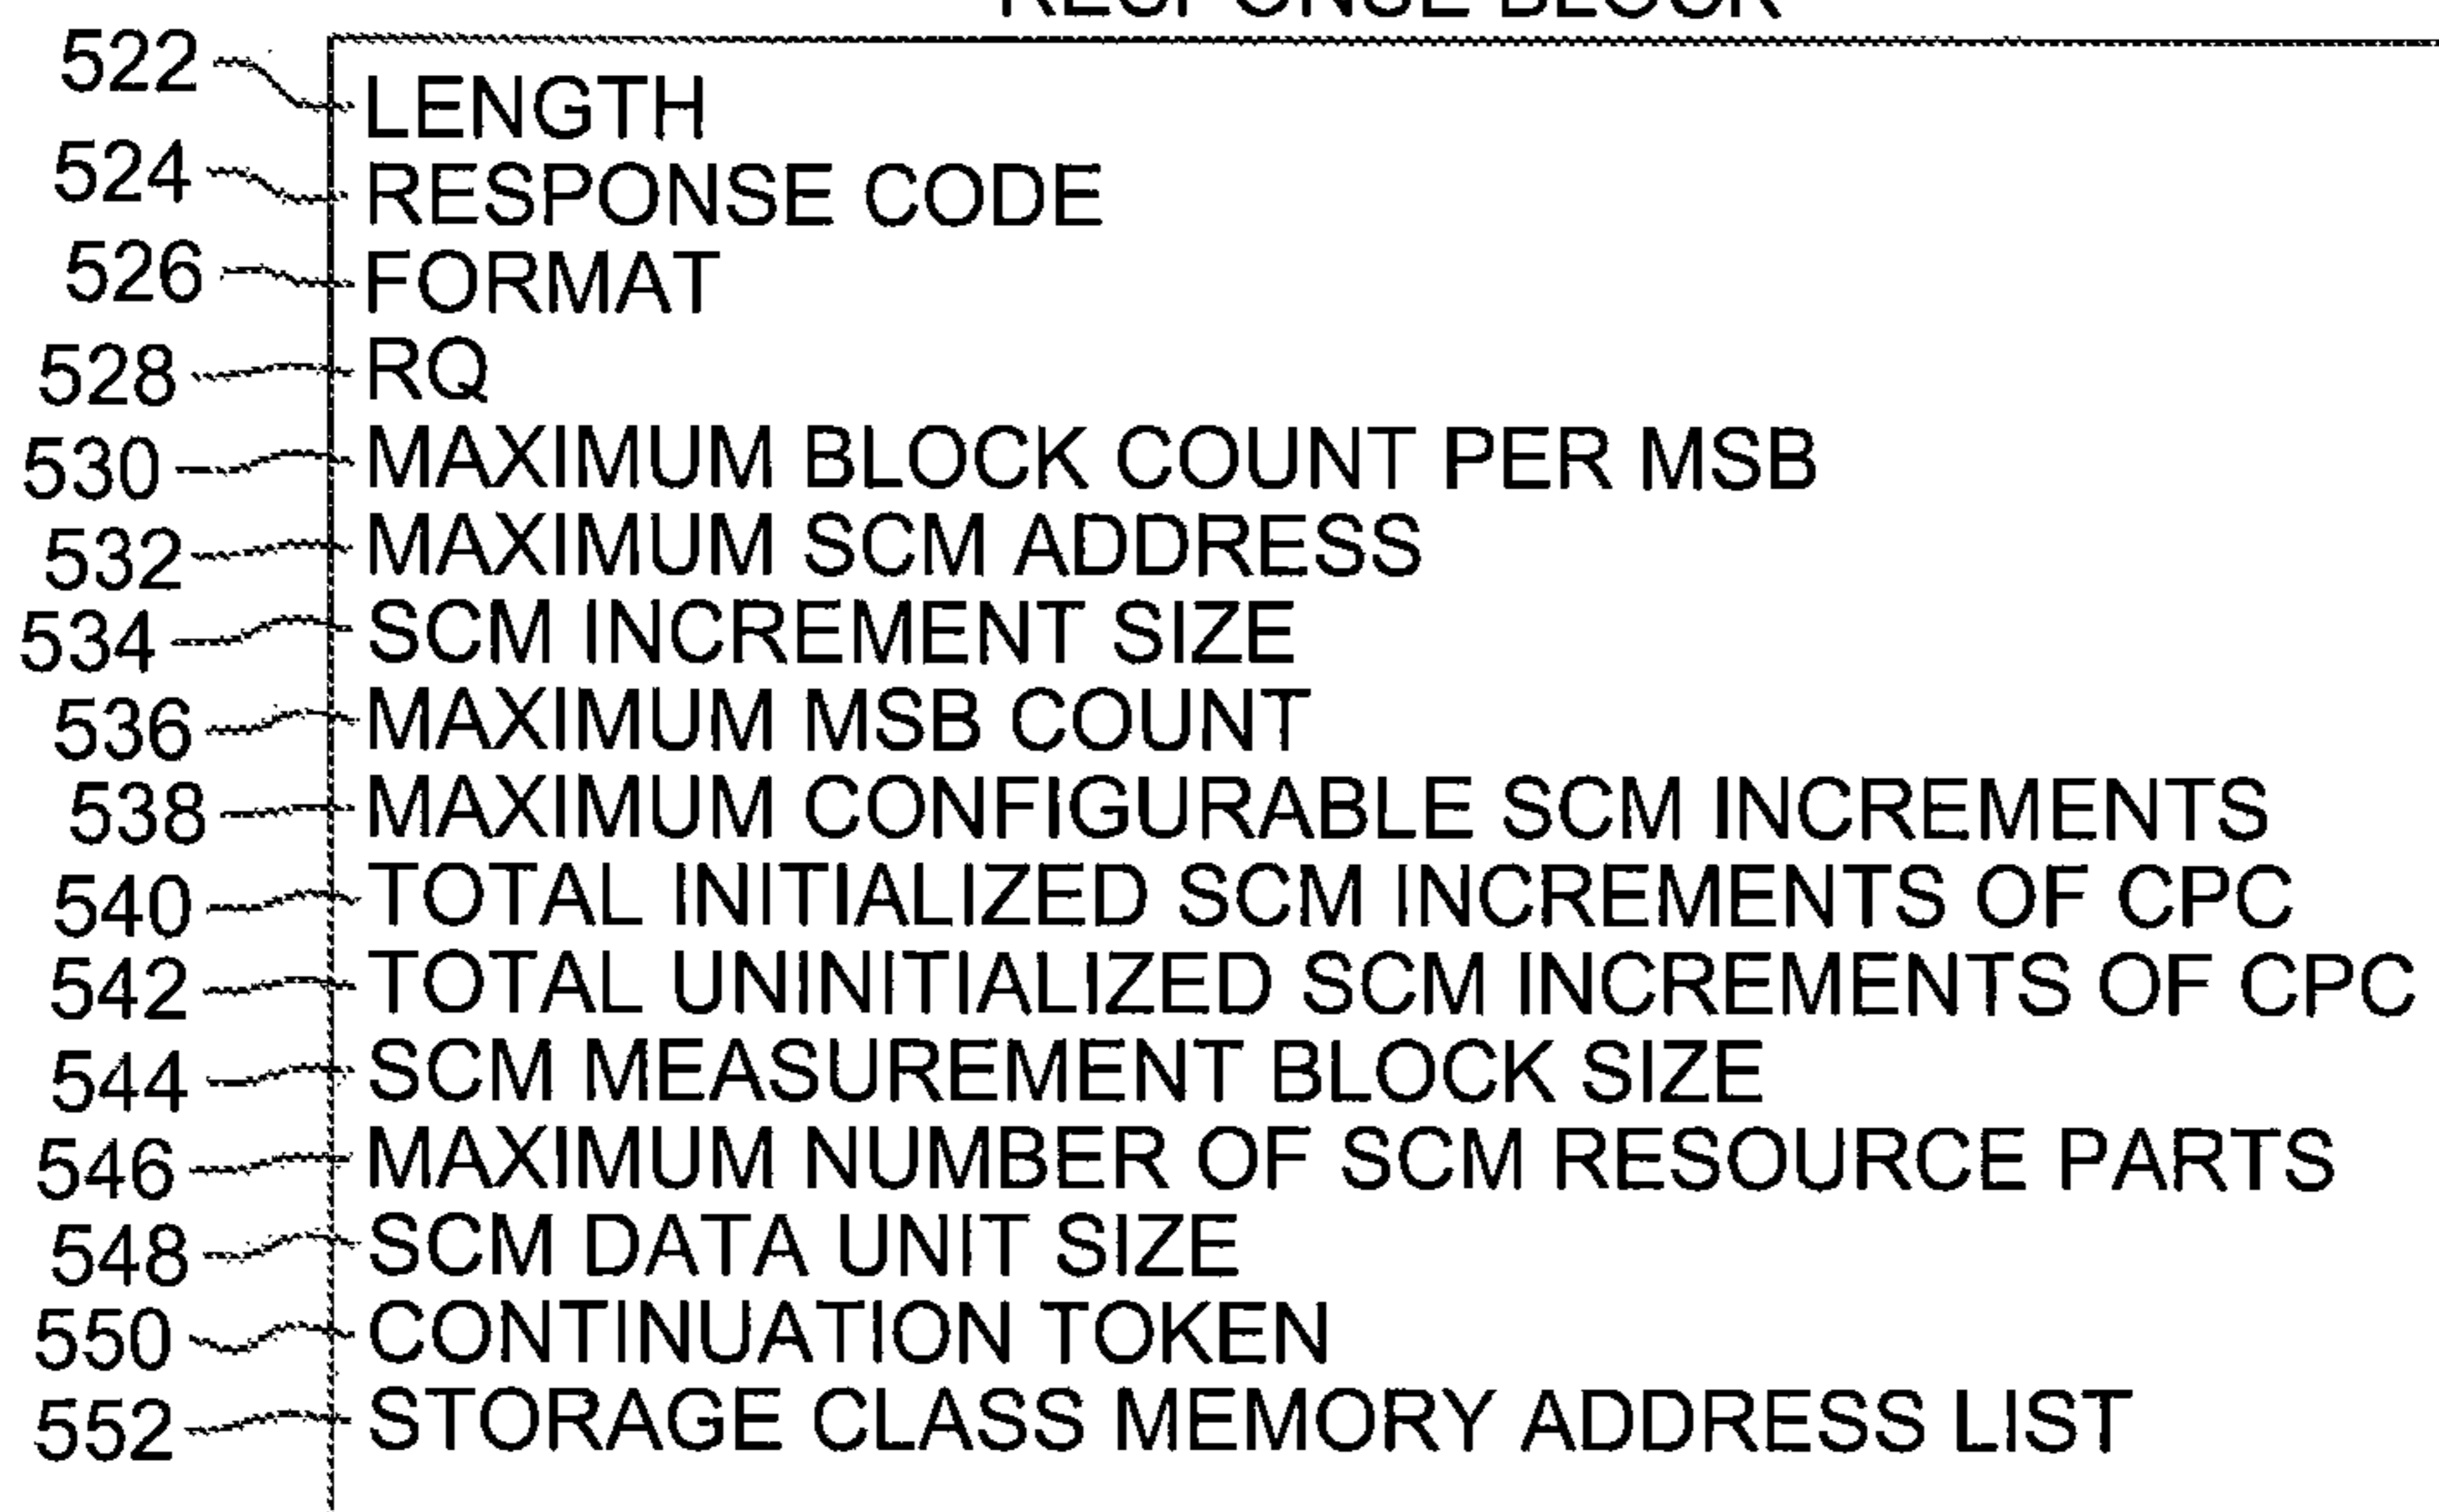 RESPONSE BLOCK
522 LENGTH
524 RESPONSE CODE
526 FORMAT
528 RQ
530 MAXIMUM BLOCK COUNT PER MSB
532 MAXIMUM SCM ADDRESS
534 SCM INCREMENT SIZE
536 MAXIMUM MSB COUNT
538 MAXIMUM CONFIGURABLE SCM INCREMENTS
540 TOTAL INITIALIZED SCM INCREMENTS OF CPC
542 TOTAL UNINITIALIZED SCM INCREMENTS OF CPC
544 SCM MEASUREMENT BLOCK SIZE
546 MAXIMUM NUMBER OF SCM RESOURCE PARTS
548 SCM DATA UNIT SIZE
550 CONTINUATION TOKEN
552 STORAGE CLASS MEMORY ADDRESS LIST